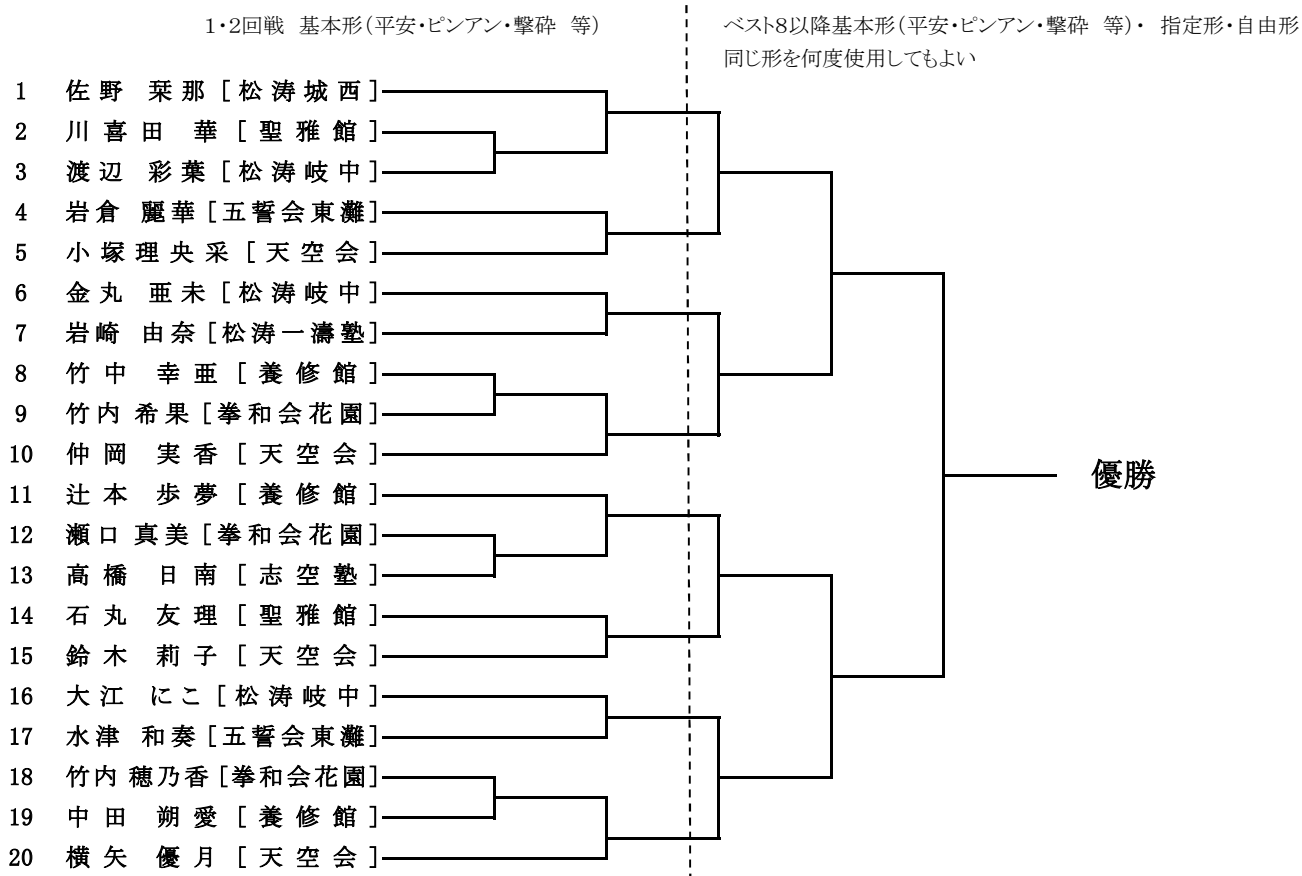 1・2回戦 基本形(平安・ピンアン・撃砕 等)
ベスト8以降基本形(平安・ピンアン・撃砕 等)・ 指定形・自由形
同じ形を何度使用してもよい
1 佐野 栞那 [松涛城西]
2 川喜田 華 [聖雅館]
3 渡辺 彩葉 [松涛岐中]
4 岩倉 麗華 [五誓会東灘]
5 小塚理央采 [天空会]
6 金丸 亜未 [松涛岐中]
7 岩崎 由奈 [松涛一濤塾]
8 竹中 幸亜 [養修館]
9 竹内 希果 [拳和会花園]
10 仲岡 実香 [天空会]
11 辻本 歩夢 [養修館]
12 瀬口 真美 [拳和会花園]
13 高橋 日南 [志空塾]
14 石丸 友理 [聖雅館]
15 鈴木 莉子 [天空会]
16 大江 にこ [松涛岐中]
17 水津 和奏 [五誓会東灘]
18 竹内 穂乃香 [拳和会花園]
19 中田 朔愛 [養修館]
20 横矢 優月 [天空会]
優勝